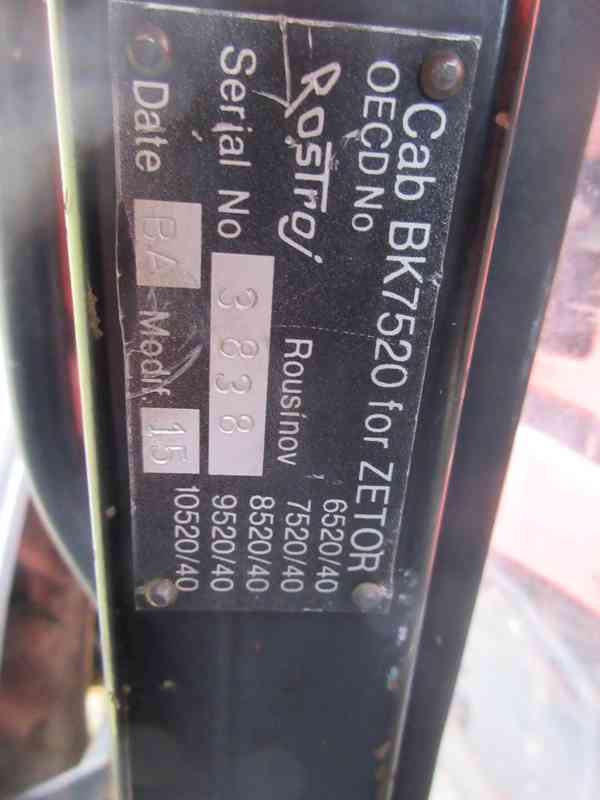 Cab BK7520 for ZETOR
OECD No
6520/40
Rostroj Rousínov 7520/40
8520/40
Serial No 3838 9520/40
Date BA Modif. 15 10520/40